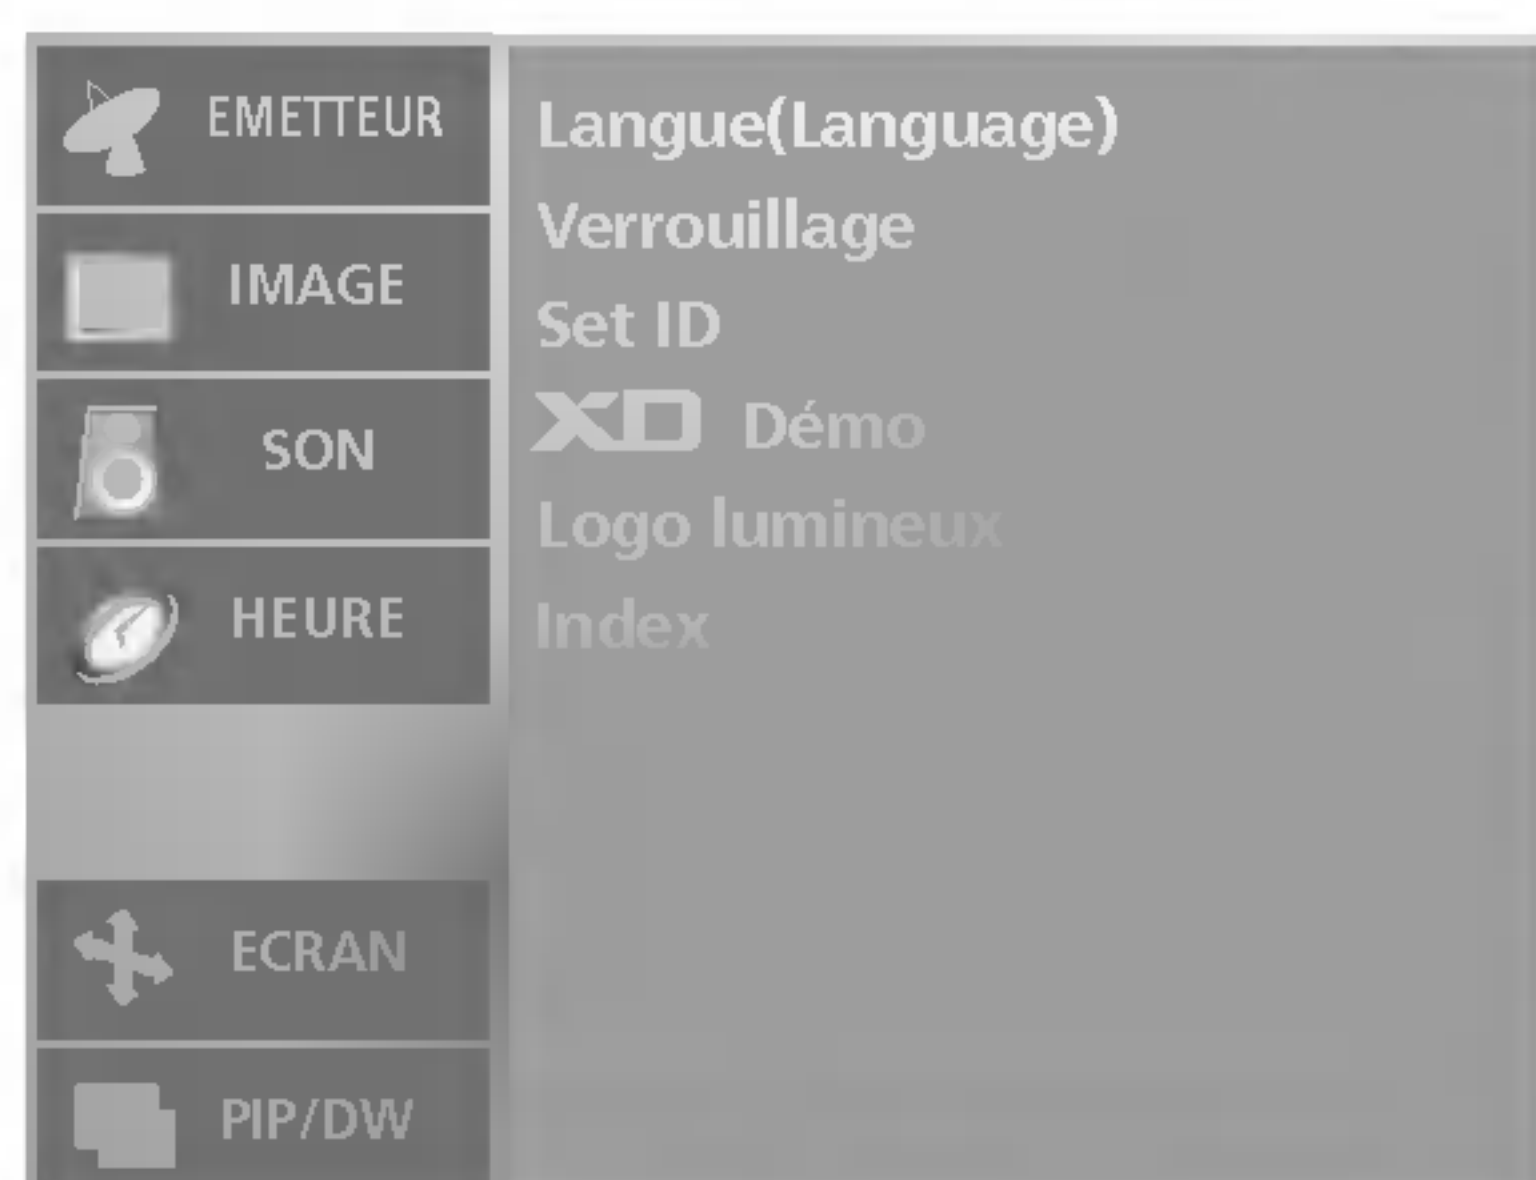 EMETTEUR
IMAGE
SON
HEURE
ECRAN
PIP/DW
Langue(Language)
Verrouillage
Set ID
XD Démo
Logo lumineux
Index